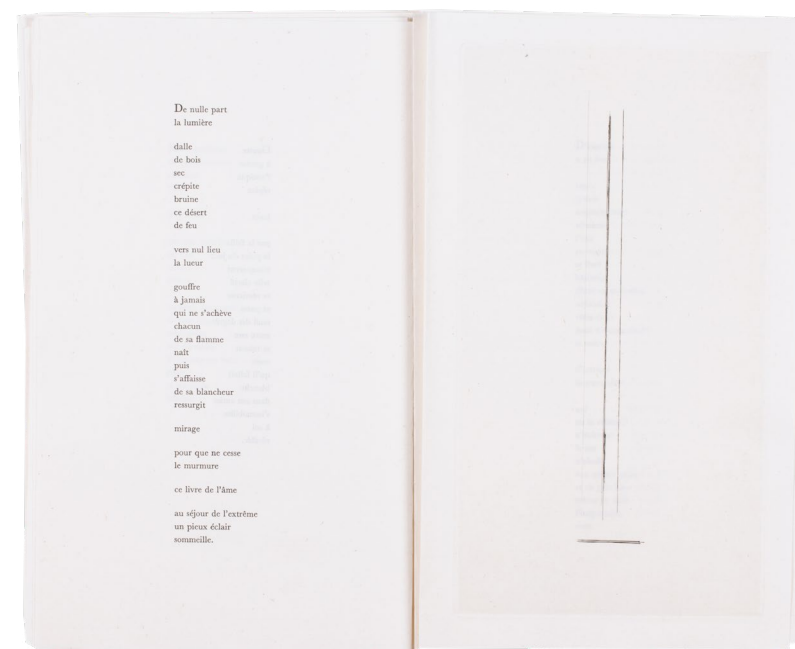 De nulle part
la lumière
dalle
de bois
sec
crépite
bruine
ce désert
de feu
vers nul lieu
la lueur
gouffre
à jamais
qui ne s'achève
chacun
de sa flamme
naît
puis
s'affaisse
de sa blancheur
ressurgit
mirage
pour que ne cesse
le murmure
ce livre de l'âme
au séjour de l'extrême
un pieux éclair
sommeille.